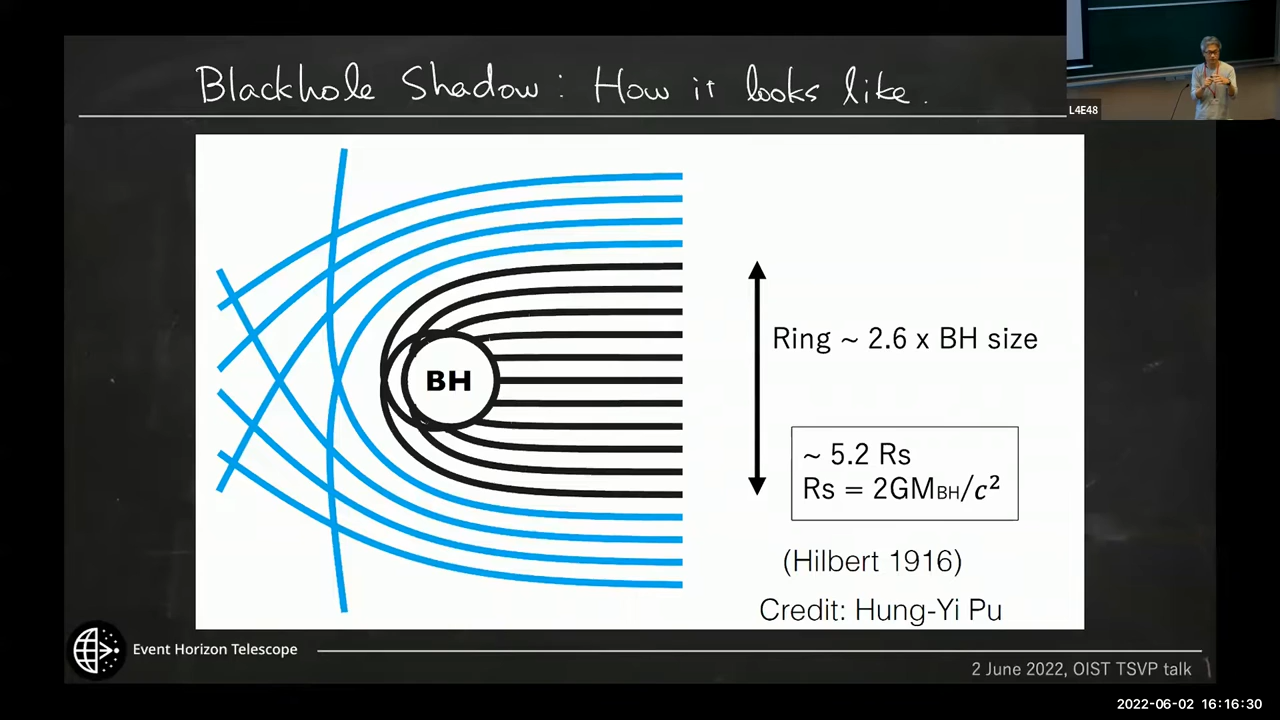 Blackhole Shadow : How it looks like.
L4E48
BH
Ring ~ 2.6 x BH size
~ 5.2 Rs
Rs = 2GMBH/c²
(Hilbert 1916)
Credit: Hung-Yi Pu
Event Horizon Telescope
2 June 2022, OIST TSVP talk
2022-06-02 16:16:30